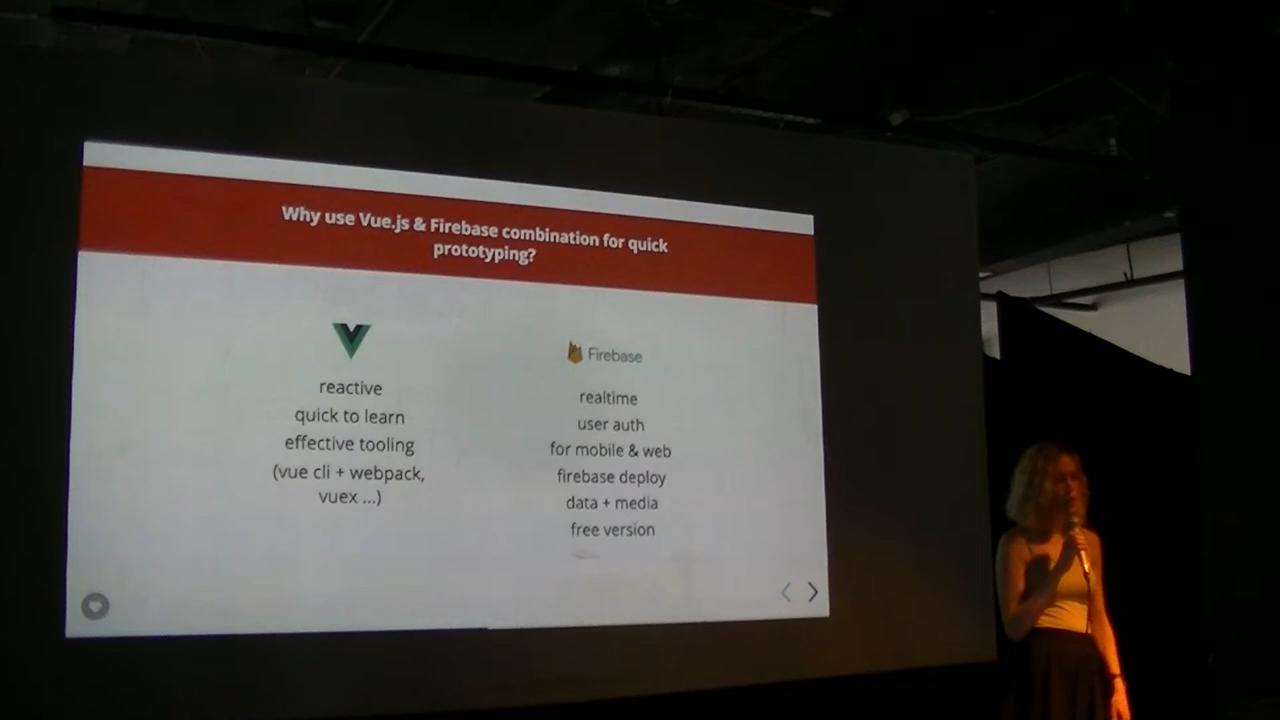 Why use Vue.js & Firebase combination for quick
prototyping?
reactive
quick to learn
effective tooling
(vue cli + webpack,
vuex ...)
Firebase
realtime
user auth
for mobile & web
firebase deploy
data + media
free version